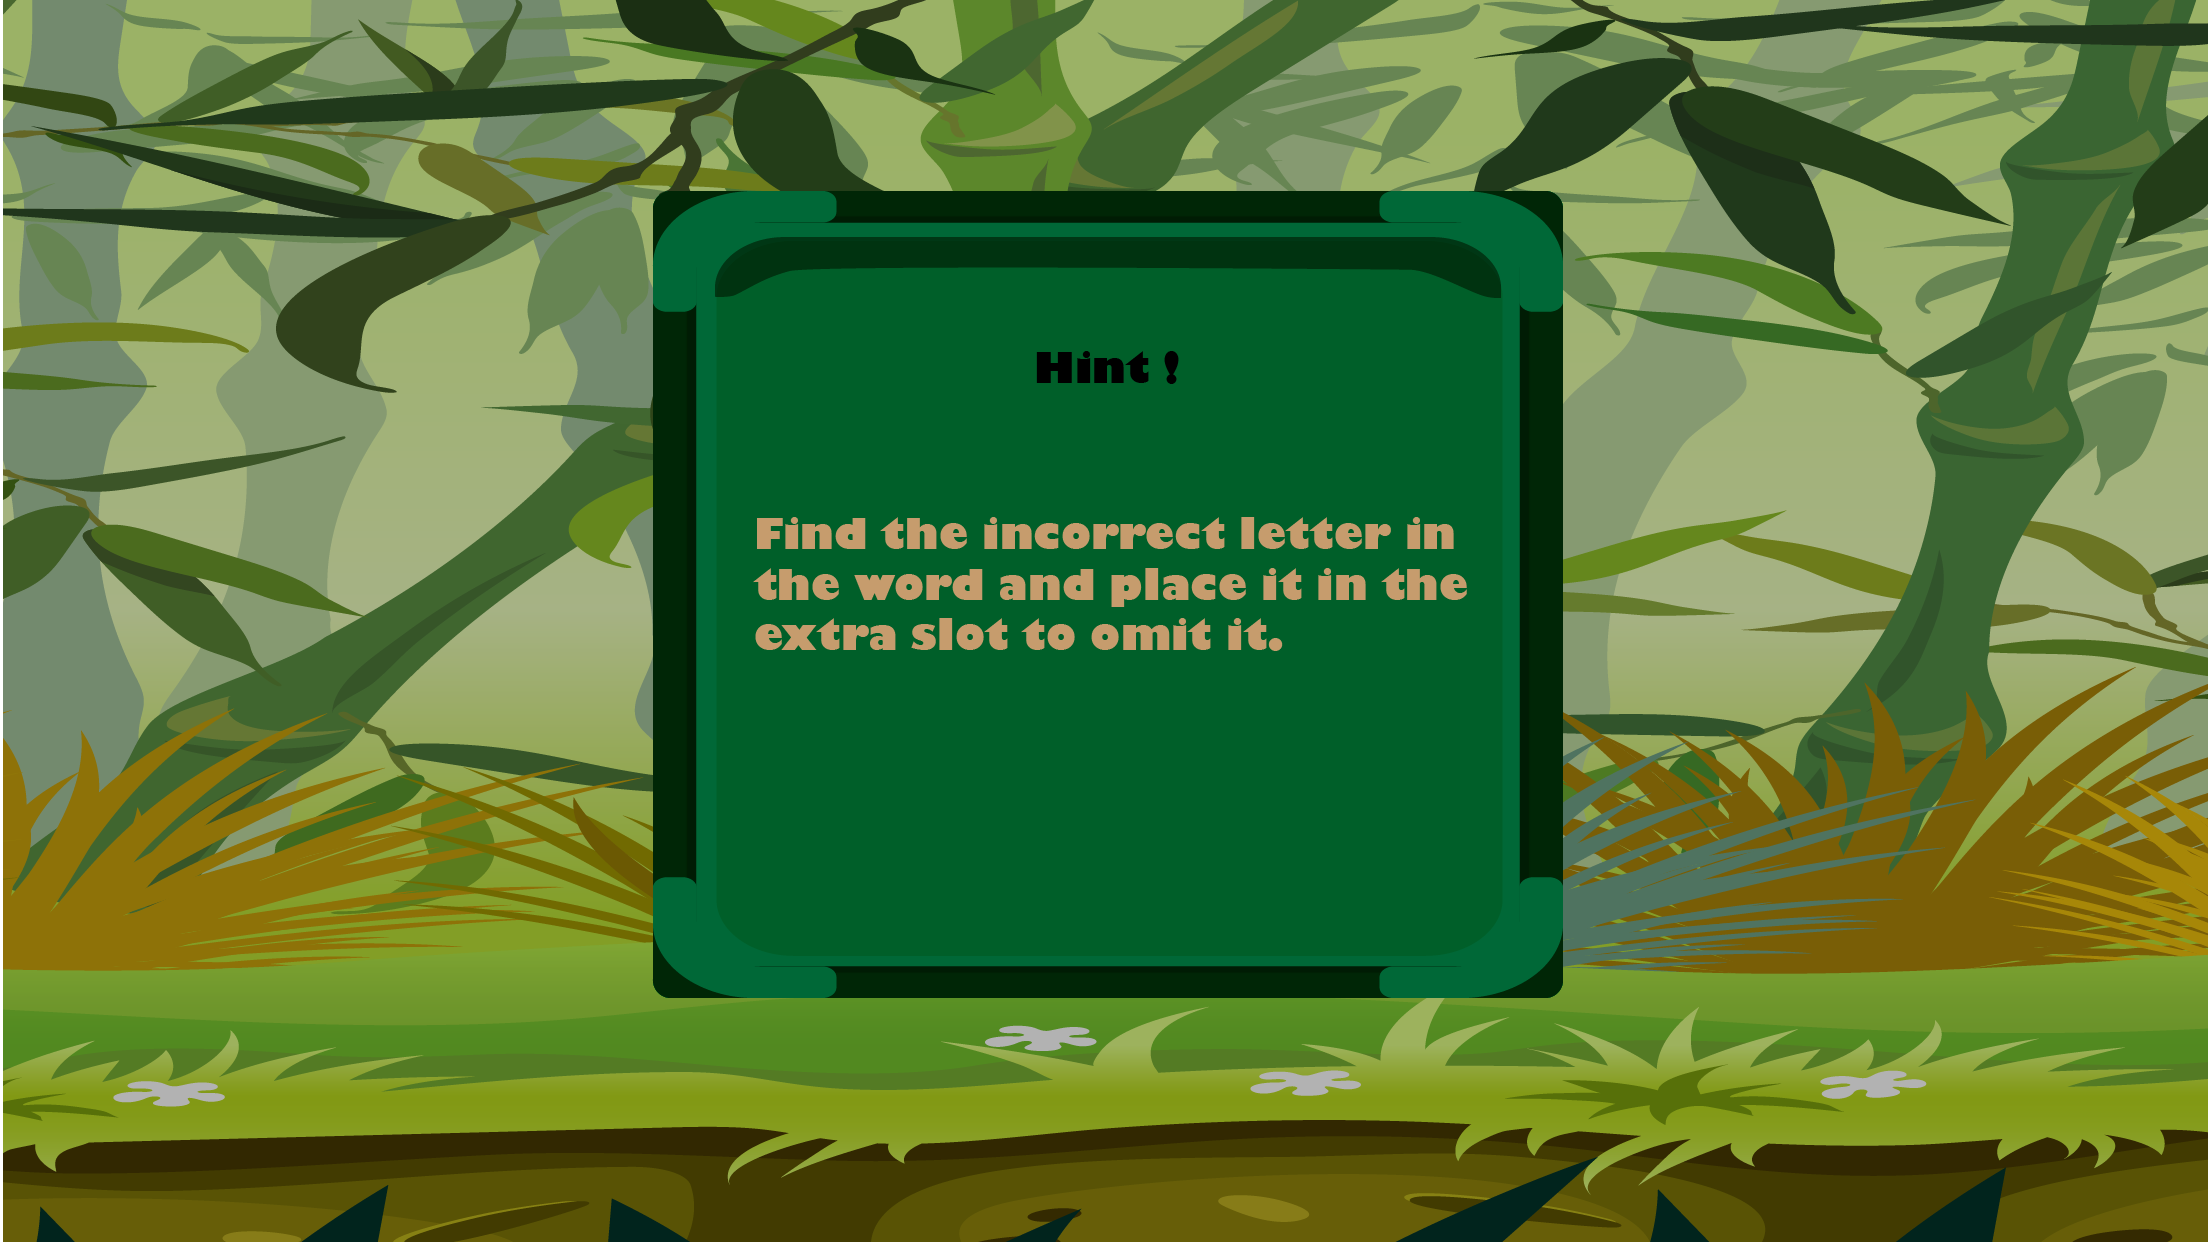 Hint !
Find the incorrect letter in
the word and place it in the
extra slot to omit it.